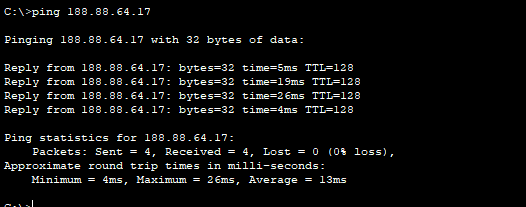 C:\>ping 188.88.64.17
Pinging 188.88.64.17 with 32 bytes of data:
Reply from 188.88.64.17: bytes=32 time=5ms TTL=128
Reply from 188.88.64.17: bytes=32 time=19ms TTL=128
Reply from 188.88.64.17: bytes=32 time=26ms TTL=128
Reply from 188.88.64.17: bytes=32 time=4ms TTL=128
Ping statistics for 188.88.64.17:
Packets: Sent = 4, Received = 4, Lost = 0 (0% loss),
Approximate round trip times in milli-seconds:
Minimum = 4ms, Maximum = 26ms, Average = 13ms
C:\>